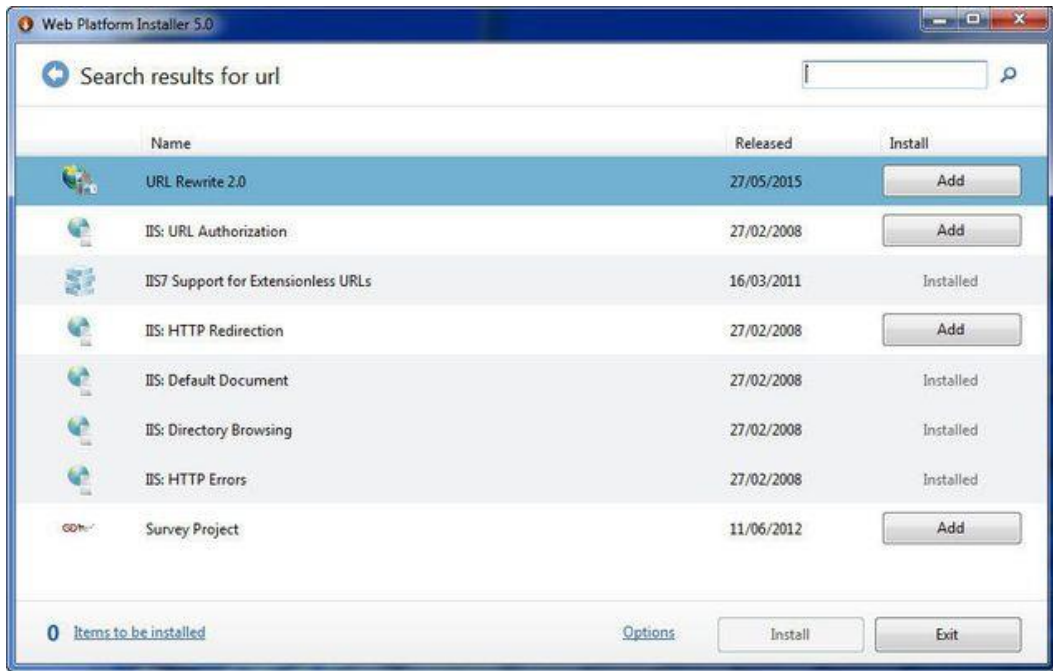 Web Platform Installer 5.0
Search results for url
Name Released Install
URL Rewrite 2.0 27/05/2015 Add
IIS: URL Authorization 27/02/2008 Add
IIS7 Support for Extensionless URLs 16/03/2011 Installed
IIS: HTTP Redirection 27/02/2008 Add
IIS: Default Document 27/02/2008 Installed
IIS: Directory Browsing 27/02/2008 Installed
IIS: HTTP Errors 27/02/2008 Installed
Survey Project 11/06/2012 Add
0 Items to be installed Options Install Exit